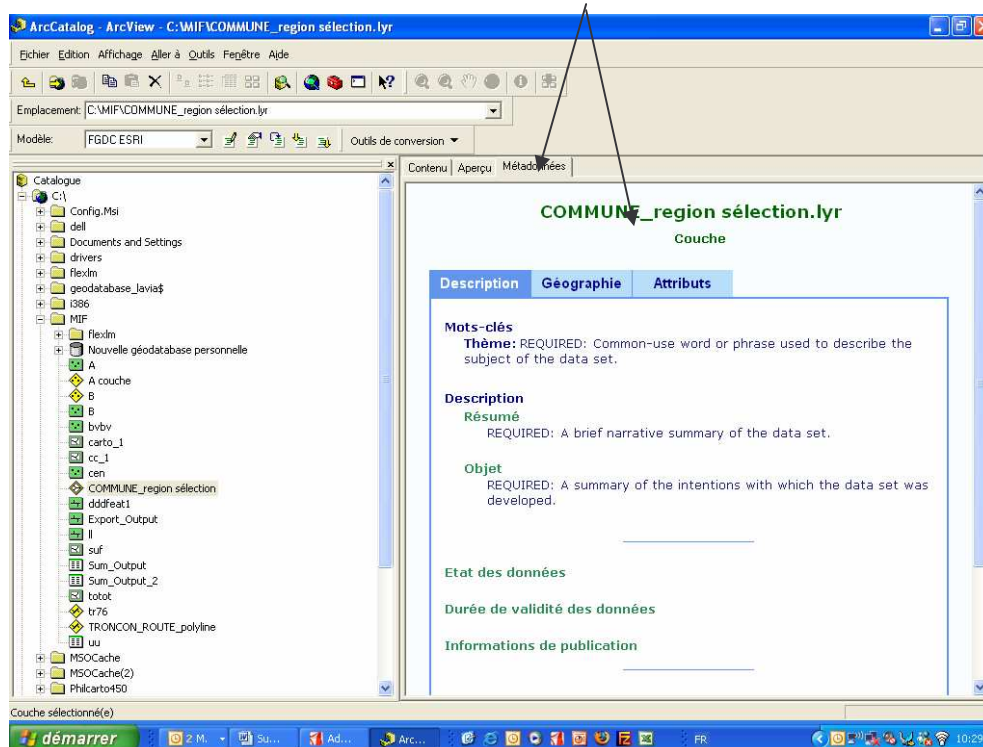 ArcCatalog - ArcView - C:\MIF\COMMUNE_region sélection.lyr
Fichier Edition Affichage Aller à Outils Fenêtre Aide
Emplacement: C:\MIF\COMMUNE_region sélection.lyr
Modèle: FGDC ESRI Outils de conversion
Contenu Aperçu Métadonnées
Catalogue
C:\
Config.Msi
dell
Documents and Settings
drivers
flexlm
geodatabase_lavia$
i386
MIF
flexlm
Nouvelle géodatabase personnelle
A
A couche
B
B
bvbv
carto_1
cc_1
cen
COMMUNE_region sélection
dddfeat1
Export_Output
ll
suf
Sum_Output
Sum_Output_2
totot
tr76
TRONCON_ROUTE_polyline
uu
MSOCache
MSOCache(2)
Philcarto450
COMMUNE_region sélection.lyr
Couche
Description Géographie Attributs
Mots-clés
Thème: REQUIRED: Common-use word or phrase used to describe the
subject of the data set.
Description
Résumé
REQUIRED: A brief narrative summary of the data set.
Objet
REQUIRED: A summary of the intentions with which the data set was
developed.
Etat des données
Durée de validité des données
Informations de publication
Couche sélectionné(e)
démarrer 2 M. Su... Ad... Arc... FR 10:29